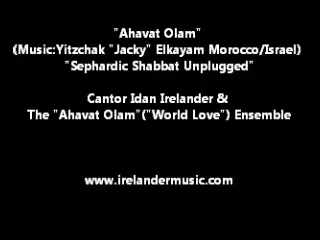 "Ahavat Olam"
(Music:Yitzchak "Jacky" Elkayam Morocco/Israel)
"Sephardic Shabbat Unplugged"
Cantor Idan Irelander &
The "Ahavat Olam"("World Love") Ensemble
www.irelandermusic.com